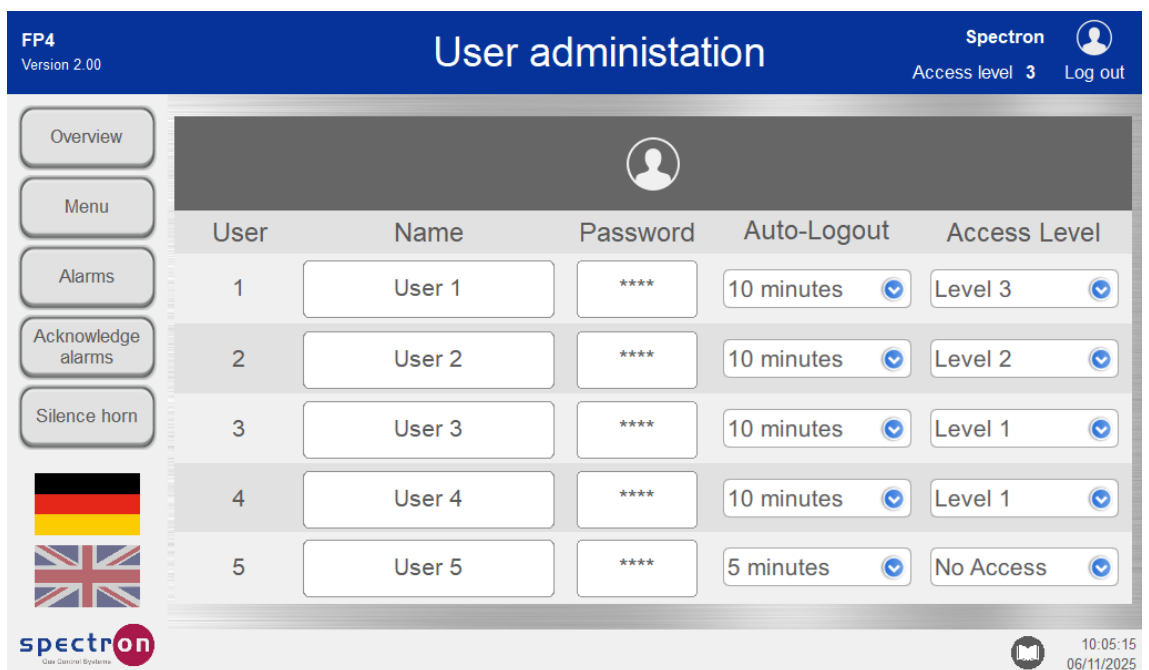 FP4
Version 2.00
User administation
Spectron
Access level 3
Log out
Overview
Menu
Alarms
Acknowledge
alarms
Silence horn
User Name Password Auto-Logout Access Level
1 User 1 **** 10 minutes Level 3
2 User 2 **** 10 minutes Level 2
3 User 3 **** 10 minutes Level 1
4 User 4 **** 10 minutes Level 1
5 User 5 **** 5 minutes No Access
spectron
Gas Control Systems
10:05:15
06/11/2025